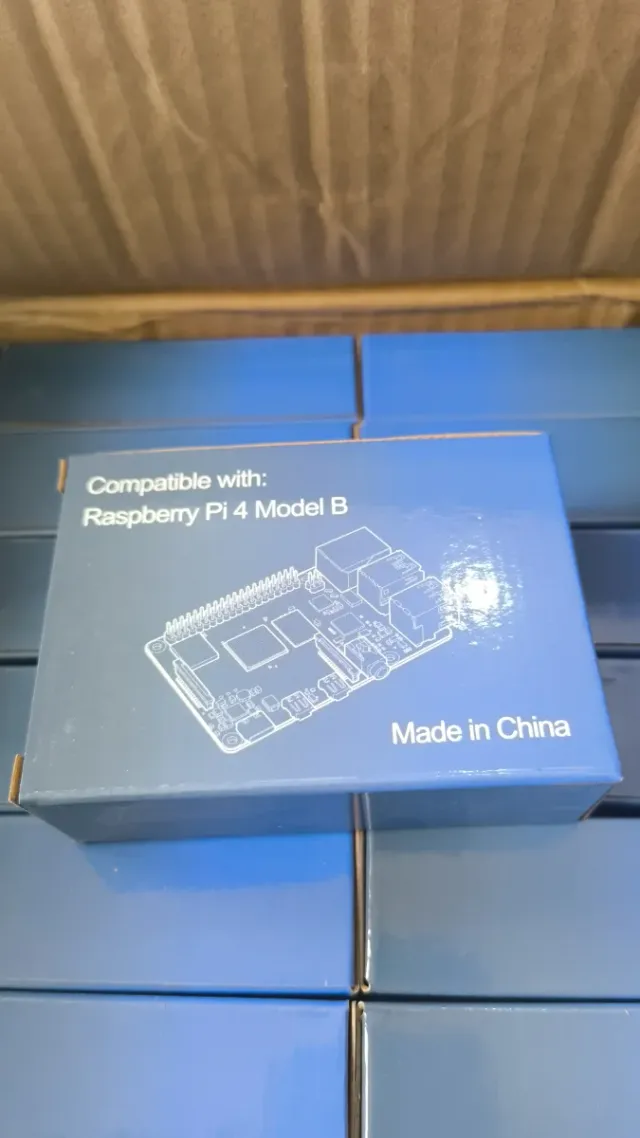 Compatible with:
Raspberry Pi 4 Model B
Made in China